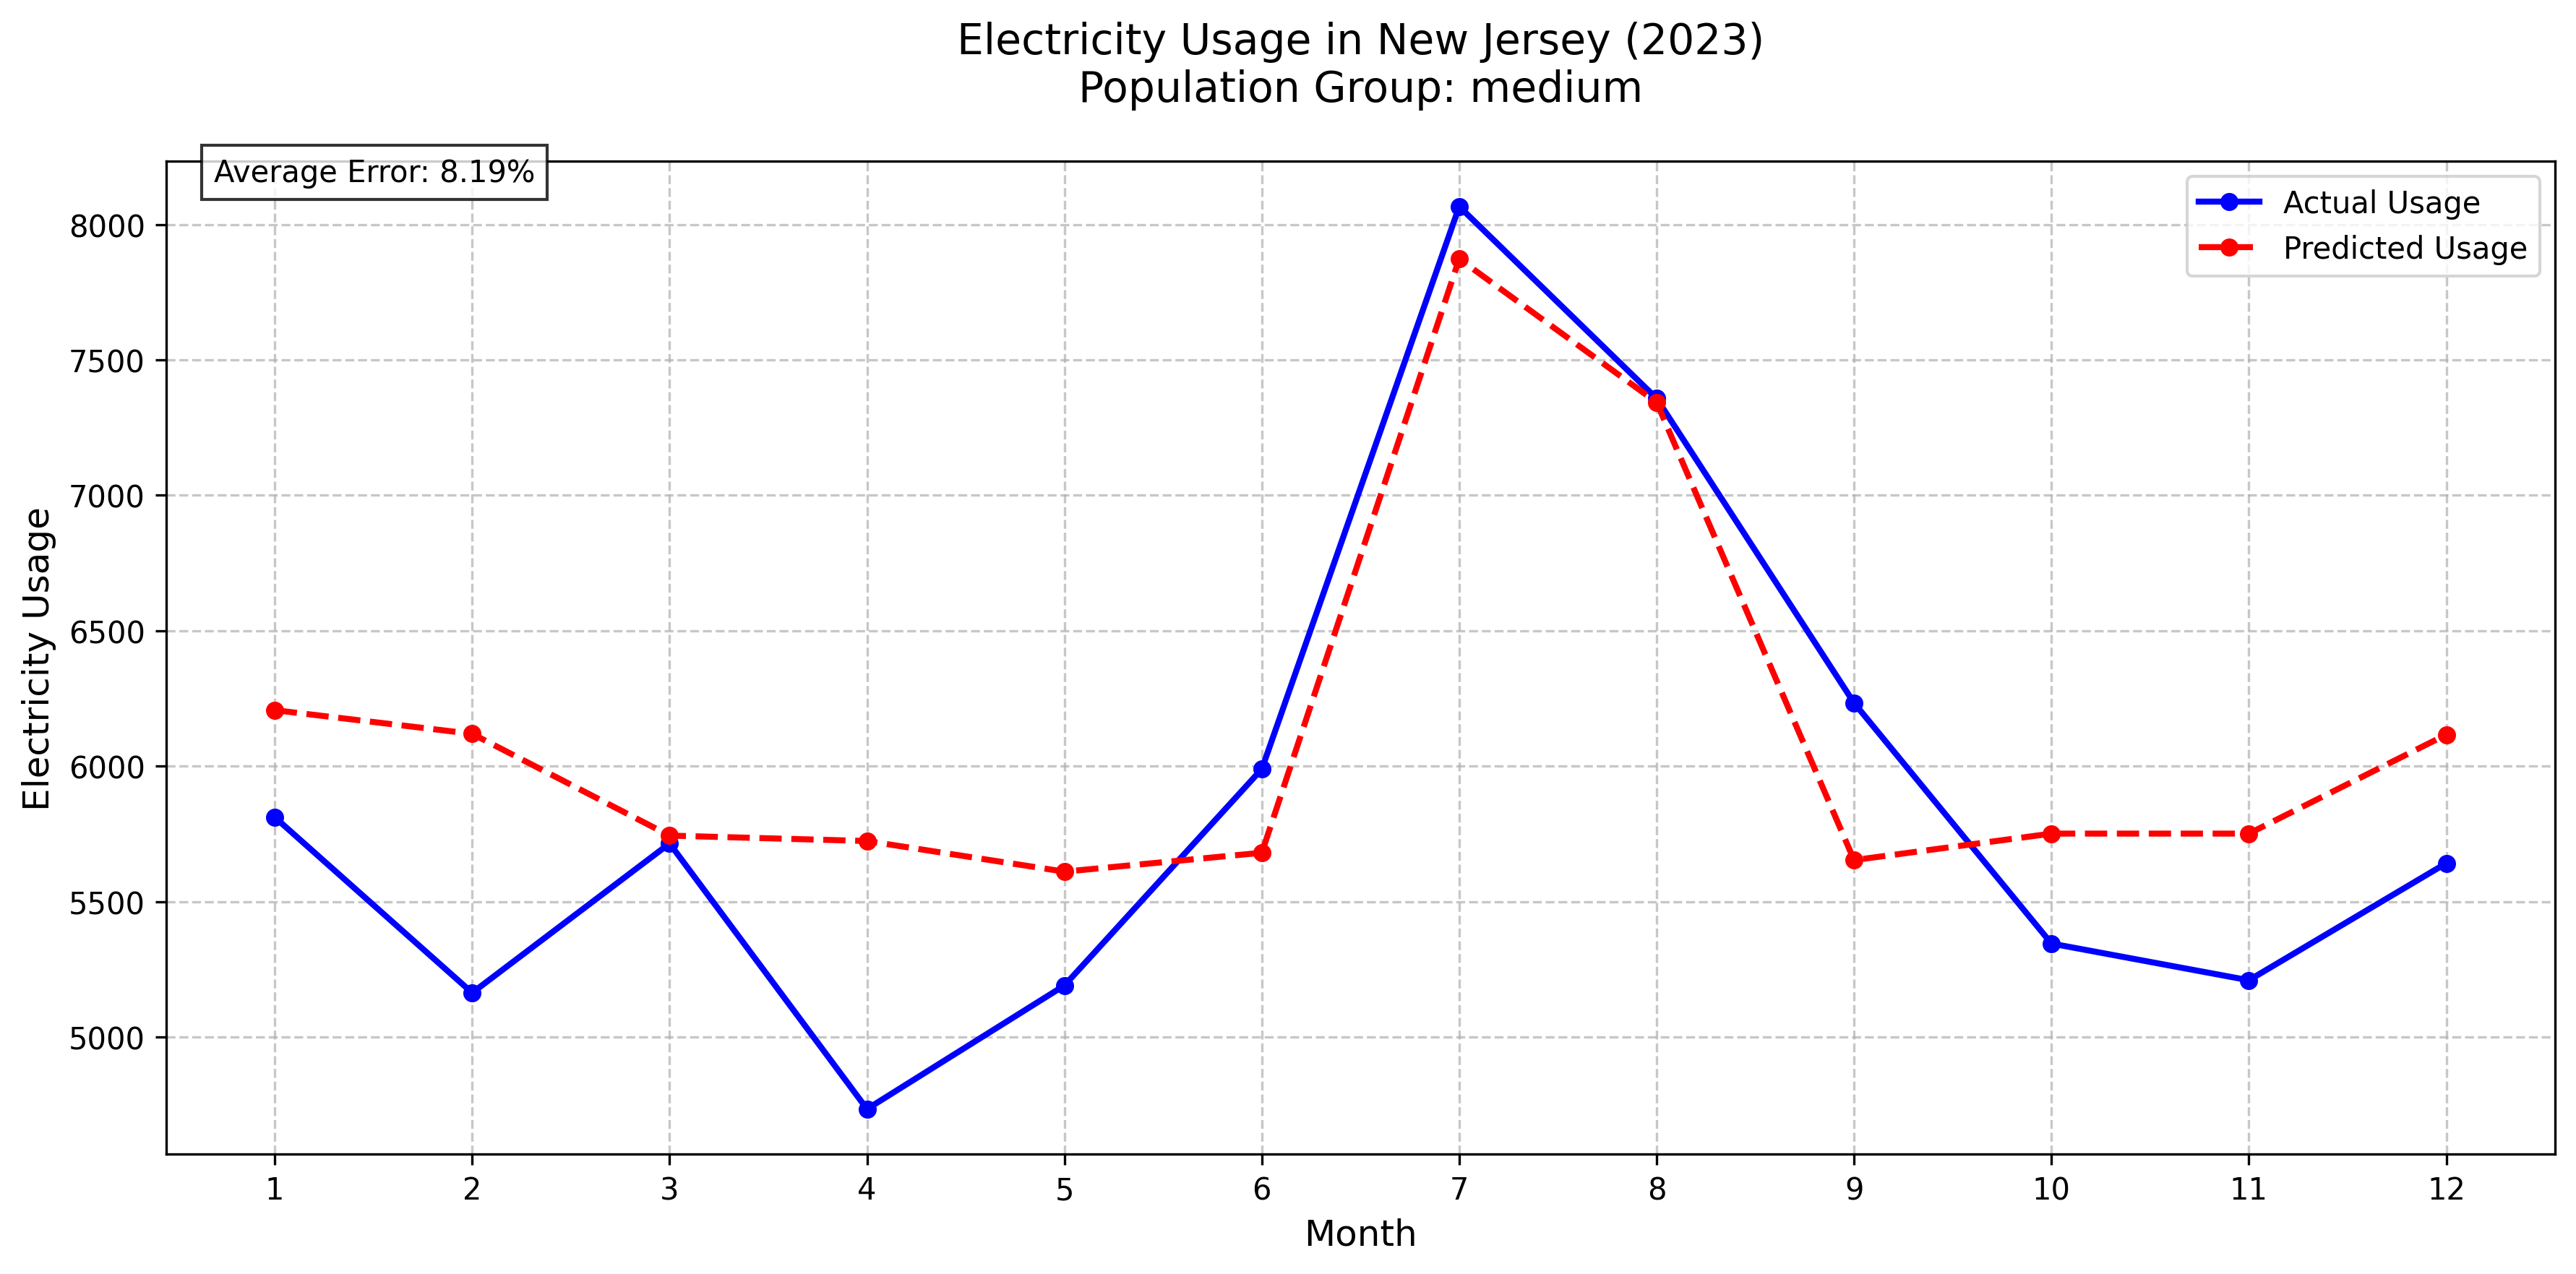 Electricity Usage in New Jersey (2023)
Population Group: medium
Average Error: 8.19%
Actual Usage
Predicted Usage
8000
7500
7000
6500
6000
5500
5000
Electricity Usage
1 2 3 4 5 6 7 8 9 10 11 12
Month